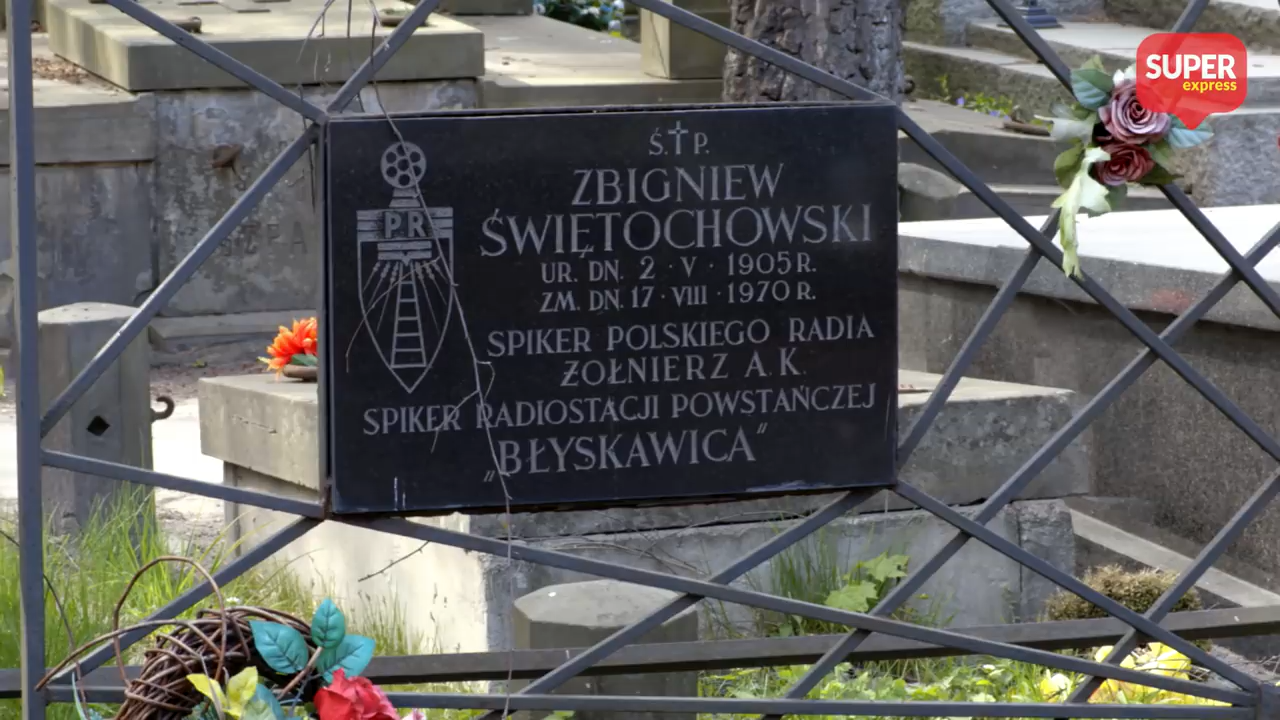 SUPER
express
Ś.†P.
PR
ZBIGNIEW
ŚWIĘTOCHOWSKI
UR. DN. 2 · V · 1905 R.
ZM. DN. 17 · VIII · 1970 R.
SPIKER POLSKIEGO RADIA
ŻOŁNIERZ A.K.
SPIKER RADIOSTACJI POWSTAŃCZEJ
„BŁYSKAWICA”